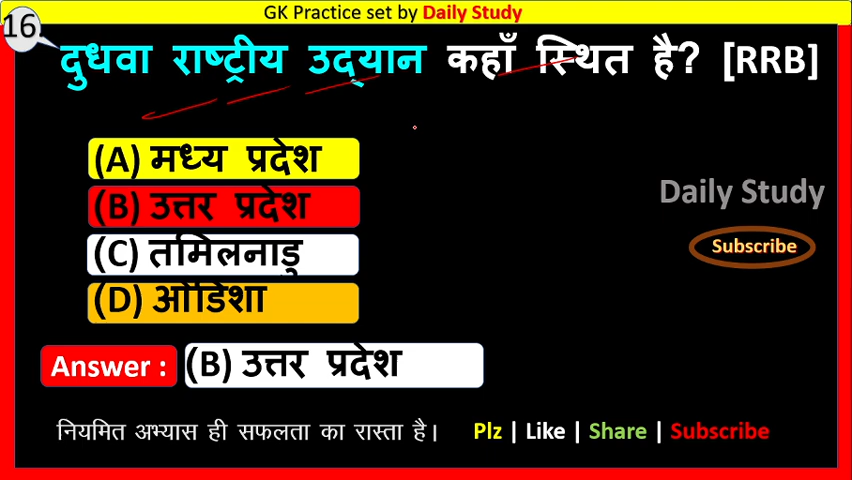 GK Practice set by Daily Study
16.
दुधवा राष्ट्रीय उद्यान कहाँ स्थित है? [RRB]
(A) मध्य प्रदेश
(B) उत्तर प्रदेश
(C) तमिलनाडु
(D) ओडिशा
Daily Study
Subscribe
Answer : (B) उत्तर प्रदेश
नियमित अभ्यास ही सफलता का रास्ता है। Plz | Like | Share | Subscribe